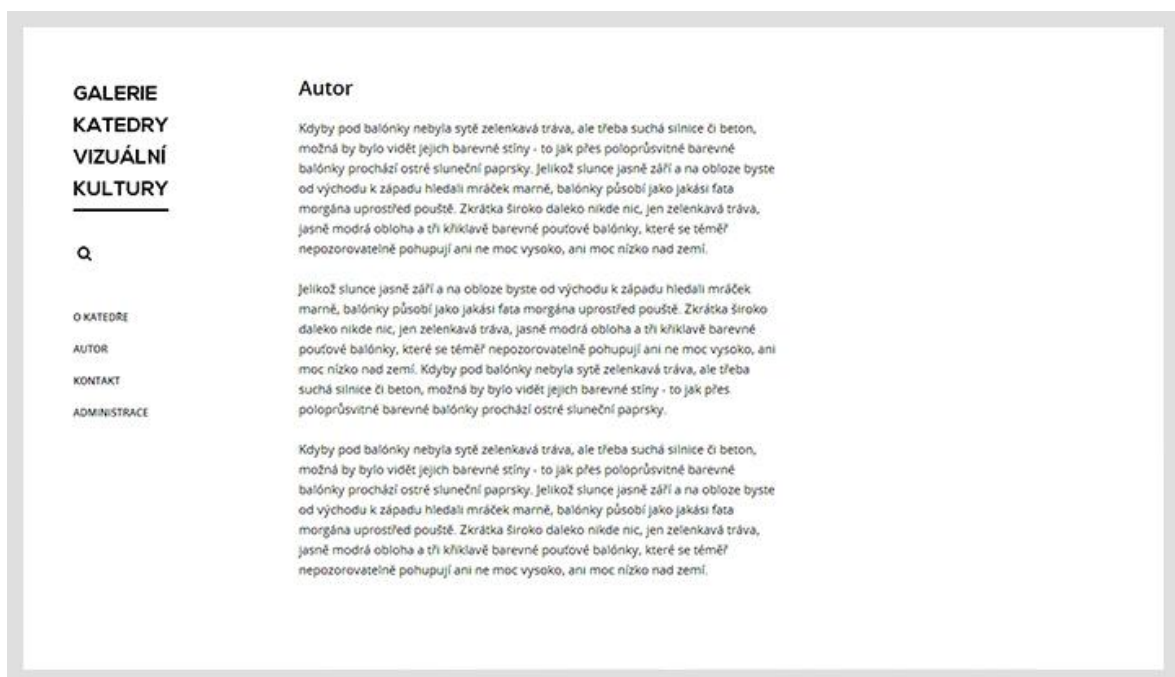 GALERIE
KATEDRY
VIZUÁLNÍ
KULTURY
O KATEDŘE
AUTOR
KONTAKT
ADMINISTRACE
Autor
Kdyby pod balónky nebyla sytě zelenkavá tráva, ale třeba suchá silnice či beton,
možná by bylo vidět jejich barevné stíny - to jak přes poloprůsvitné barevné
balónky prochází ostré sluneční paprsky. Jelikož slunce jasně září a na obloze byste
od východu k západu hledali mráček marně, balónky působí jako jakási fata
morgána uprostřed pouště. Zkrátka široko daleko nikde nic, jen zelenkavá tráva,
jasně modrá obloha a tři křiklavě barevné pouťové balónky, které se téměř
nepozorovatelně pohupují ani ne moc vysoko, ani moc nízko nad zemí.
Jelikož slunce jasně září a na obloze byste od východu k západu hledali mráček
marně, balónky působí jako jakási fata morgána uprostřed pouště. Zkrátka široko
daleko nikde nic, jen zelenkavá tráva, jasně modrá obloha a tři křiklavě barevné
pouťové balónky, které se téměř nepozorovatelně pohupují ani ne moc vysoko, ani
moc nízko nad zemí. Kdyby pod balónky nebyla sytě zelenkavá tráva, ale třeba
suchá silnice či beton, možná by bylo vidět jejich barevné stíny - to jak přes
poloprůsvitné barevné balónky prochází ostré sluneční paprsky.
Kdyby pod balónky nebyla sytě zelenkavá tráva, ale třeba suchá silnice či beton,
možná by bylo vidět jejich barevné stíny - to jak přes poloprůsvitné barevné
balónky prochází ostré sluneční paprsky. Jelikož slunce jasně září a na obloze byste
od východu k západu hledali mráček marně, balónky působí jako jakási fata
morgána uprostřed pouště. Zkrátka široko daleko nikde nic, jen zelenkavá tráva,
jasně modrá obloha a tři křiklavě barevné pouťové balónky, které se téměř
nepozorovatelně pohupují ani ne moc vysoko, ani moc nízko nad zemí.